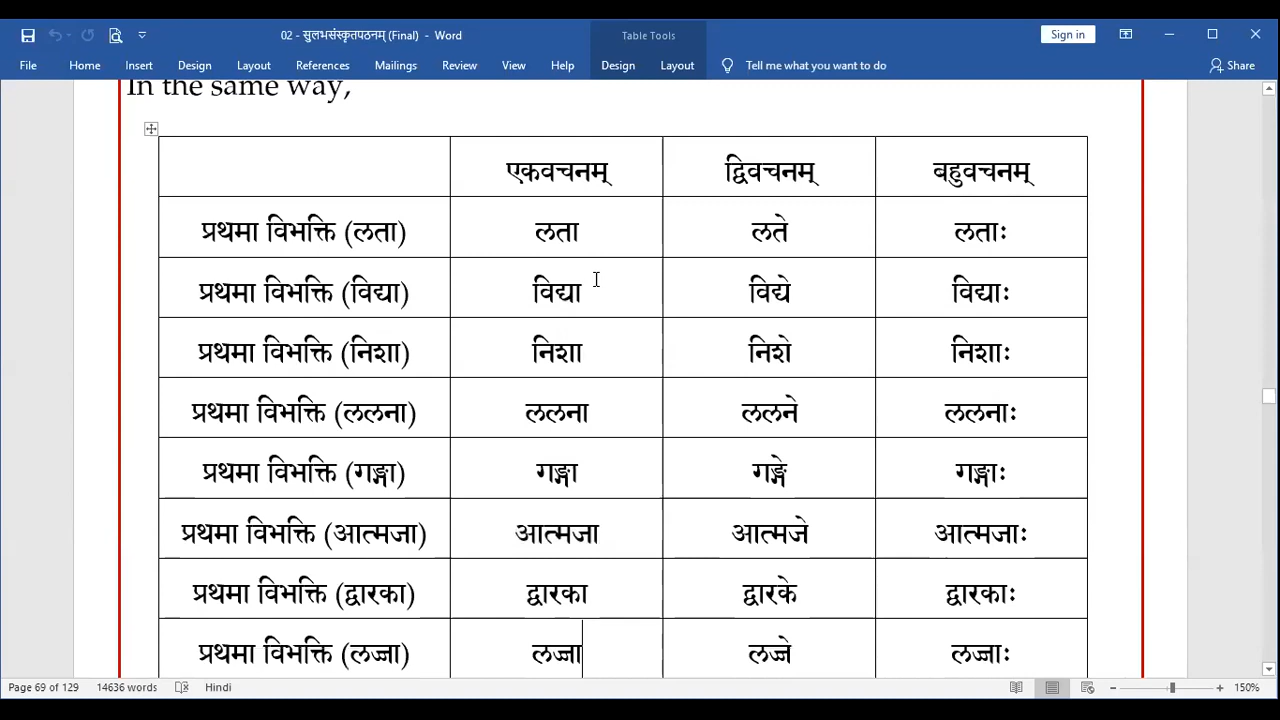 02 - सुलभसंस्कृतपठनम् (Final) - Word
Table Tools
Sign in
File Home Insert Design Layout References Mailings Review View Help Design Layout Tell me what you want to do Share
In the same way,
एकवचनम् द्विवचनम् बहुवचनम्
प्रथमा विभक्ति (लता) लता लते लताः
प्रथमा विभक्ति (विद्या) विद्या विद्ये विद्याः
प्रथमा विभक्ति (निशा) निशा निशे निशाः
प्रथमा विभक्ति (ललना) ललना ललने ललनाः
प्रथमा विभक्ति (गङ्गा) गङ्गा गङ्गे गङ्गाः
प्रथमा विभक्ति (आत्मजा) आत्मजा आत्मजे आत्मजाः
प्रथमा विभक्ति (द्वारका) द्वारका द्वारके द्वारकाः
प्रथमा विभक्ति (लज्जा) लज्जा लज्जे लज्जाः
Page 69 of 129 14636 words Hindi 150%